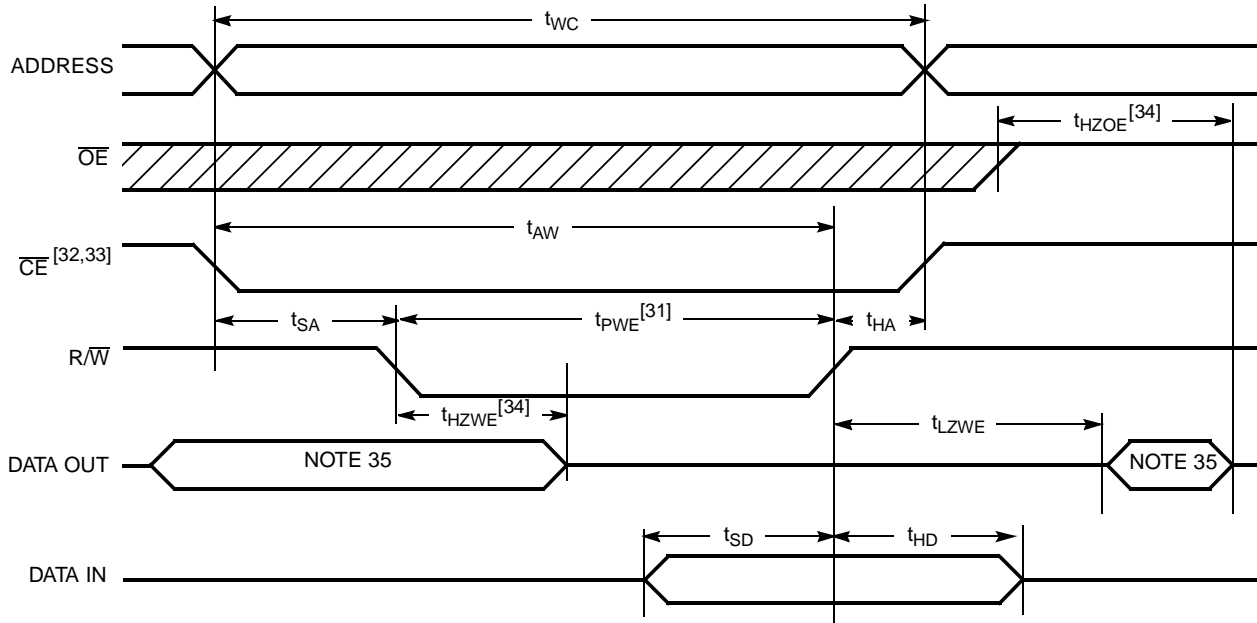 tWC
ADDRESS
tHZOE[34]
OE
tAW
CE [32,33]
tSA
tPWE[31]
tHA
R/W
tHZWE[34]
tLZWE
DATA OUT
NOTE 35
NOTE 35
tSD
tHD
DATA IN